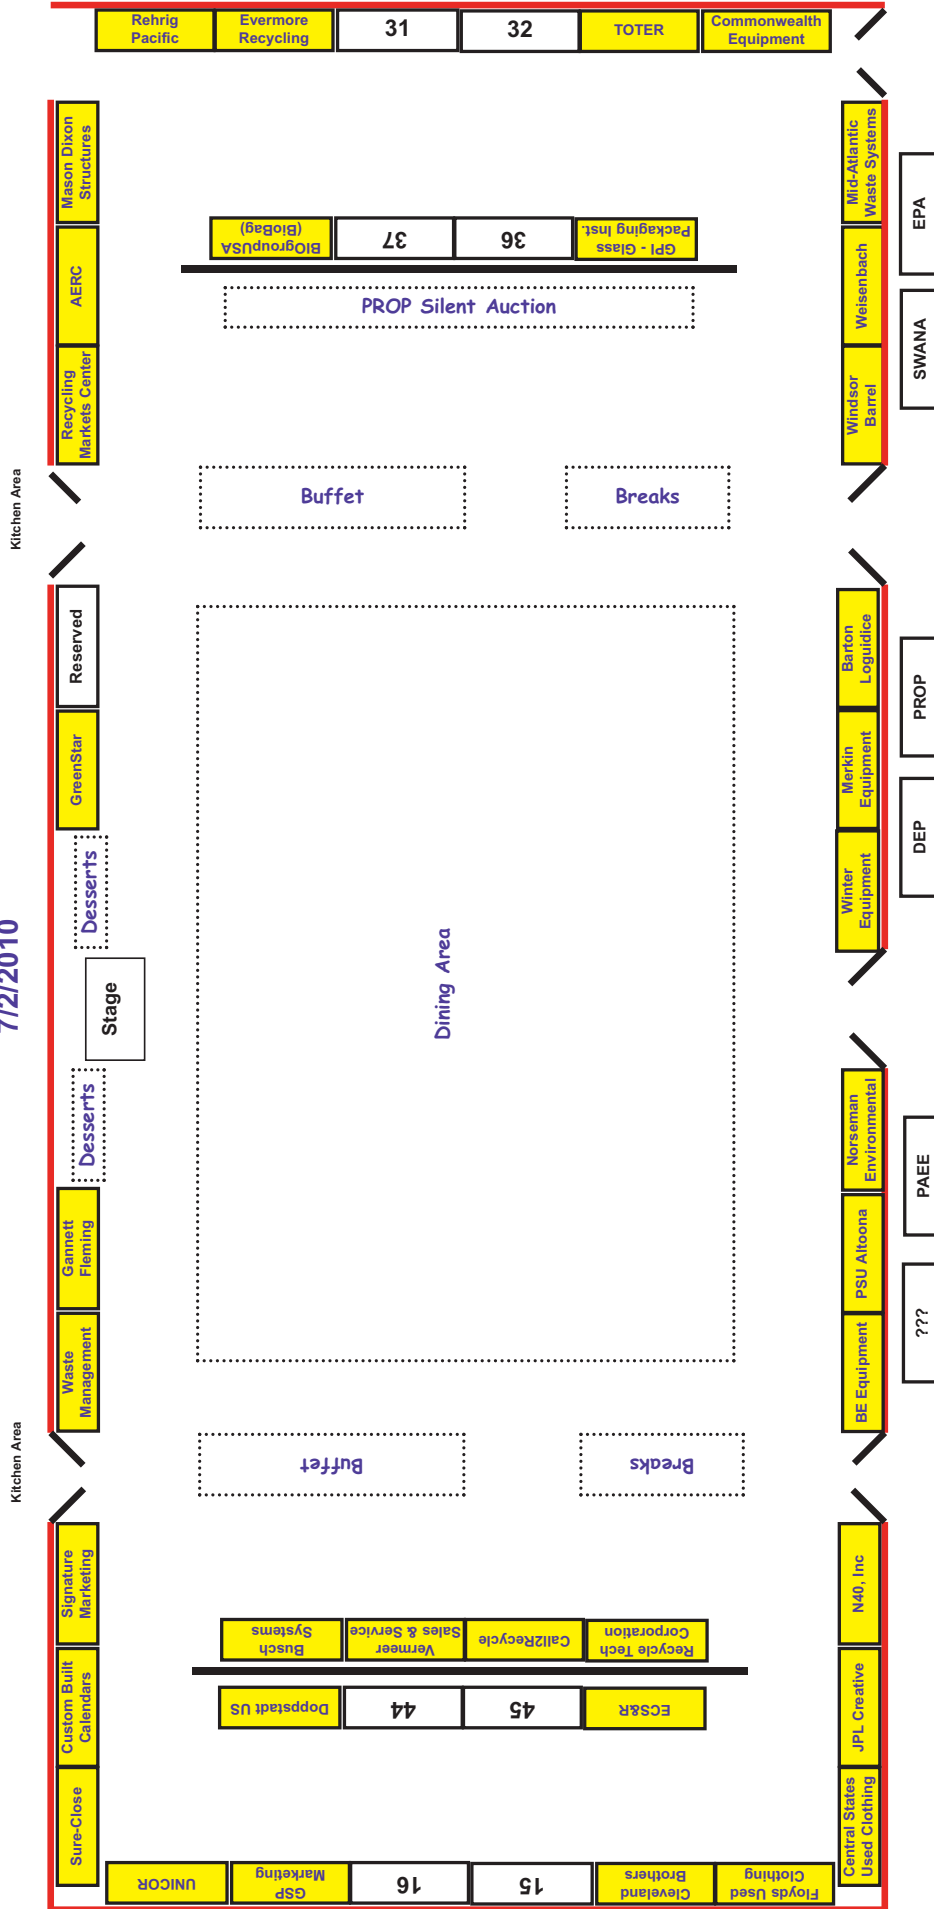 Rehrig
Pacific
Evermore
Recycling
31
32
TOTER
Commonwealth
Equipment
Mason Dixon
Structures
AERC
Recycling
Markets Center
BIOgroupUSA
(BioBag)
37
36
GPI - Glass
Packaging Inst.
PROP Silent Auction
Mid-Atlantic
Waste Systems
Weisenbach
Windsor
Barrel
EPA
SWANA
Kitchen Area
Buffet
Breaks
Reserved
GreenStar
Desserts
7/2/2010
Stage
Desserts
Gannett
Fleming
Waste
Management
Dining Area
Barton
Loguidice
Merkin
Equipment
Winter
Equipment
PROP
DEP
Norseman
Environmental
PSU Altoona
BE Equipment
PAEE
???
Kitchen Area
Buffet
Breaks
Signature
Marketing
Custom Built
Calendars
Sure-Close
Busch
Systems
Vermeer
Sales & Service
Call2Recycle
Recycle Tech
Corporation
Doppstadt US
44
45
ECS&R
N40, Inc
JPL Creative
Central States
Used Clothing
UNICOR
GSP
Marketing
16
15
Cleveland
Brothers
Floyds Used
Clothing